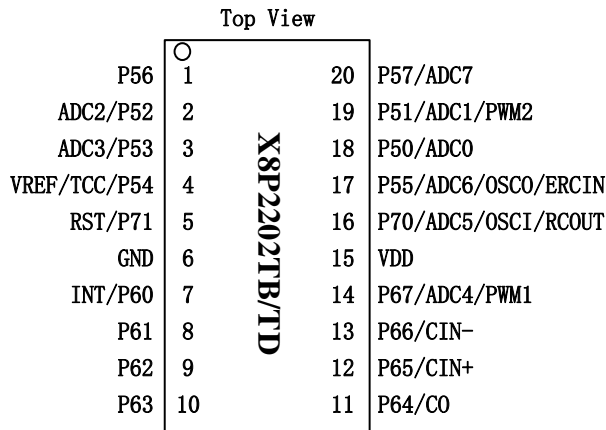 Top View
P56 1 20 P57/ADC7
ADC2/P52 2 19 P51/ADC1/PWM2
ADC3/P53 3 18 P50/ADC0
VREF/TCC/P54 4 17 P55/ADC6/OSCO/ERCIN
RST/P71 5 16 P70/ADC5/OSCI/RCOUT
GND 6 15 VDD
INT/P60 7 14 P67/ADC4/PWM1
P61 8 13 P66/CIN-
P62 9 12 P65/CIN+
P63 10 11 P64/CO
X8P2202TB/TD